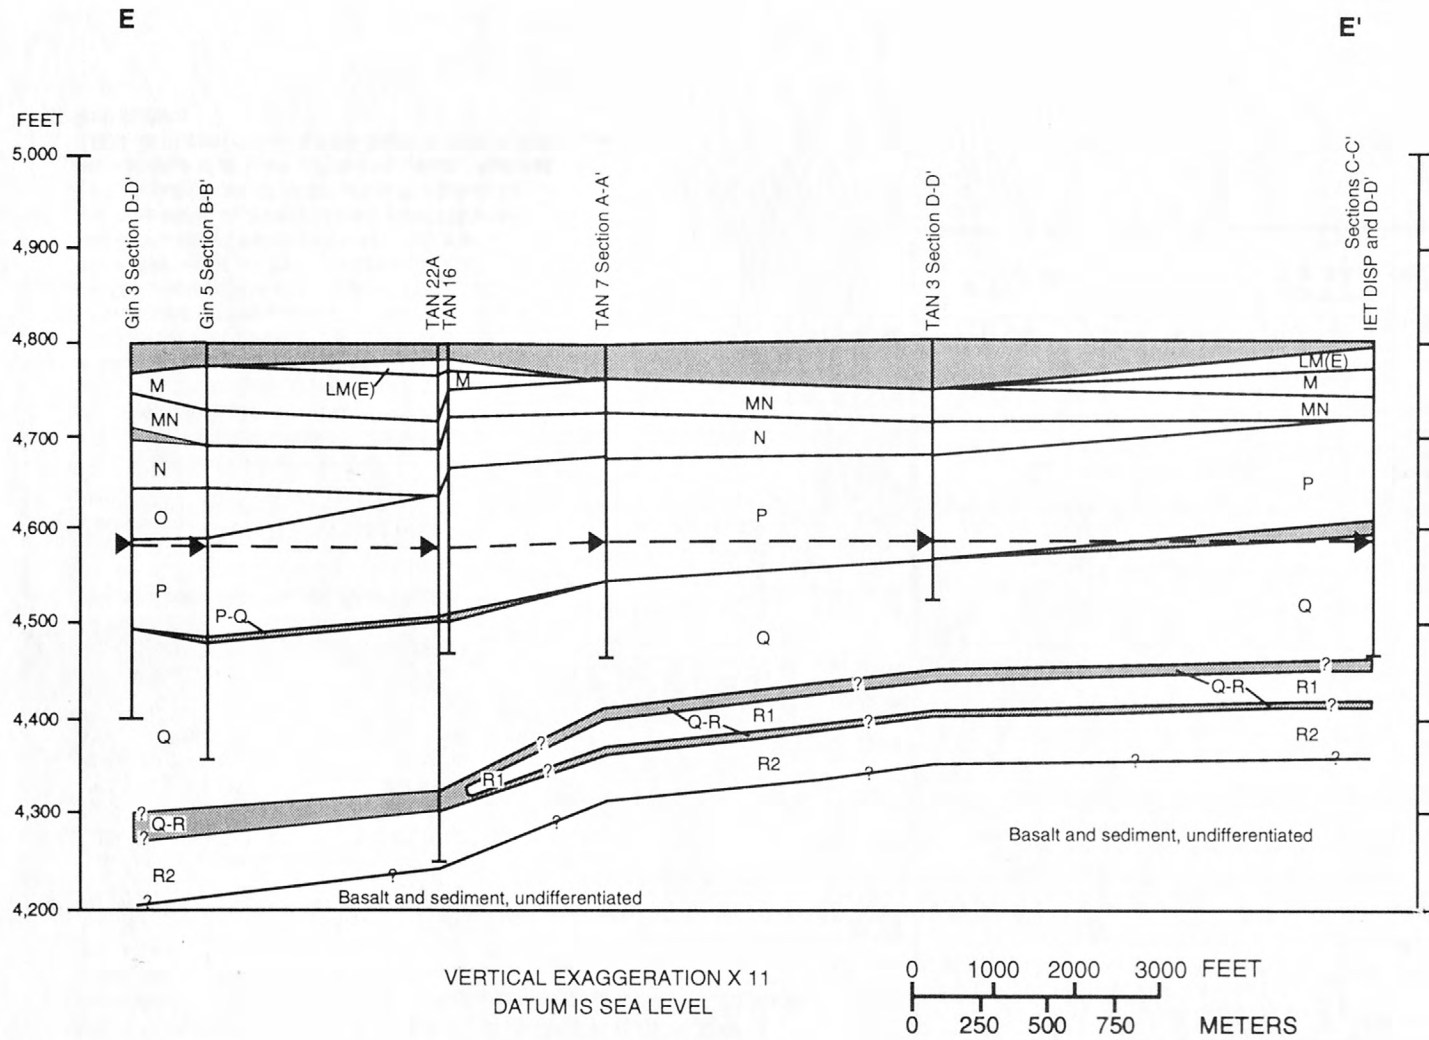 E
E'
FEET
5,000
4,900
4,800
4,700
4,600
4,500
4,400
4,300
4,200
Gin 3 Section D-D'
Gin 5 Section B-B'
TAN 22A
TAN 16
TAN 7 Section A-A'
TAN 3 Section D-D'
Sections C-C'
IET DISP and D-D'
M
LM(E)
M
LM(E)
M
MN
MN
MN
N
N
O
P
P
P
P-Q
Q
Q
Q
?
Q-R
?
R1
?
?
Q-R
R1
?
?
Q-R
?
R1
?
R2
?
?
?
R2
?
?
R2
?
Basalt and sediment, undifferentiated
Basalt and sediment, undifferentiated
VERTICAL EXAGGERATION X 11
DATUM IS SEA LEVEL
0 1000 2000 3000 FEET
0 250 500 750 METERS